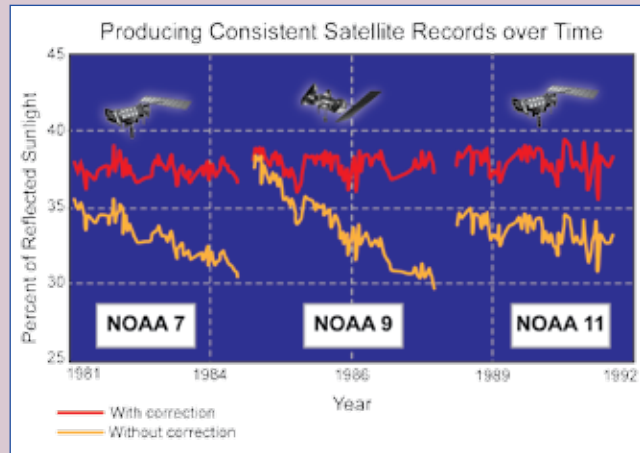 Producing Consistent Satellite Records over Time
45
40
35
30
25
Percent of Reflected Sunlight
NOAA 7
NOAA 9
NOAA 11
1981
1984
1986
1989
1992
Year
With correction
Without correction